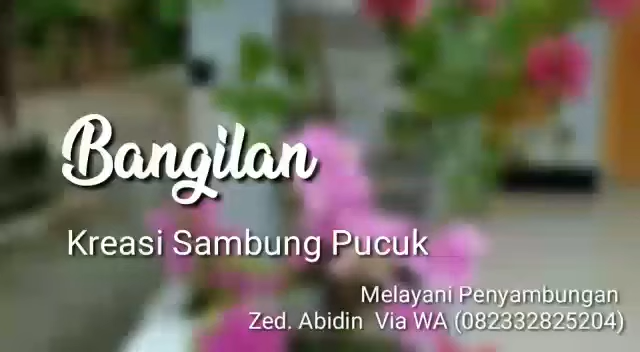 Bangilan
Kreasi Sambung Pucuk
Melayani Penyambungan
Zed. Abidin Via WA (082332825204)